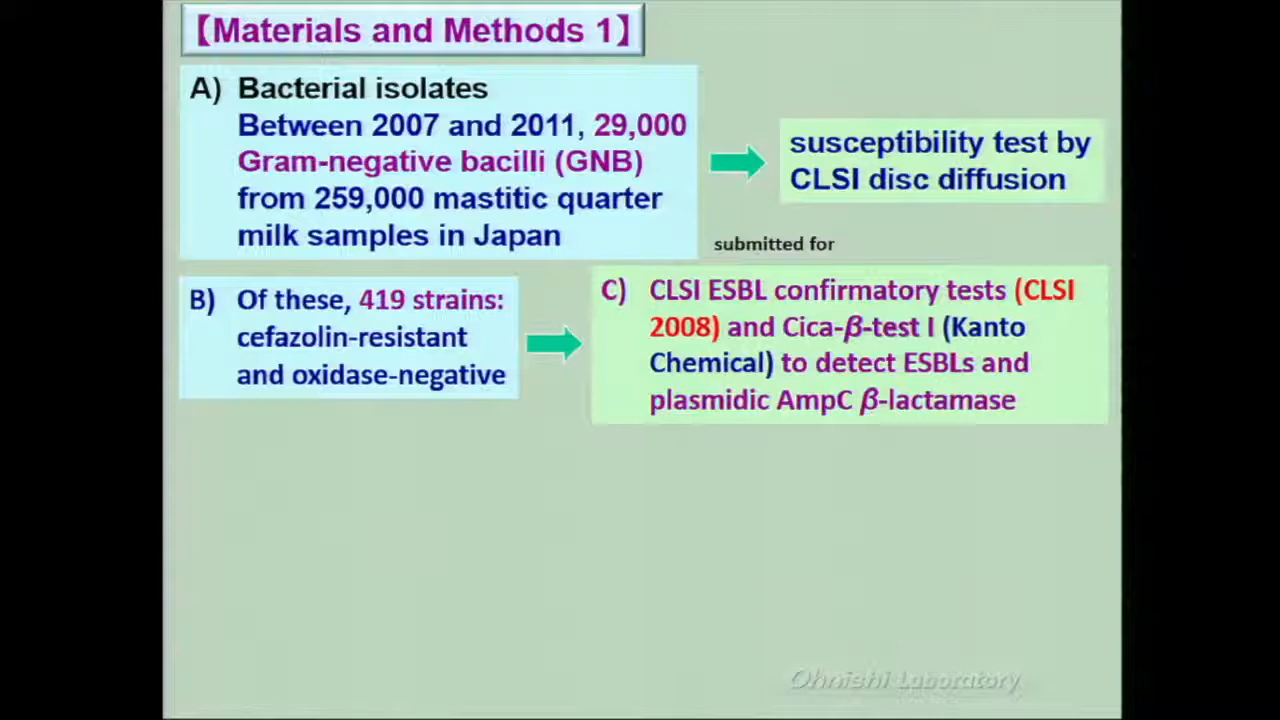 【Materials and Methods 1】
A) Bacterial isolates
Between 2007 and 2011, 29,000
Gram-negative bacilli (GNB)
from 259,000 mastitic quarter
milk samples in Japan
susceptibility test by
CLSI disc diffusion
submitted for
B) Of these, 419 strains:
cefazolin-resistant
and oxidase-negative
C) CLSI ESBL confirmatory tests (CLSI
2008) and Cica-β-test I (Kanto
Chemical) to detect ESBLs and
plasmidic AmpC β-lactamase
Ohnishi Laboratory